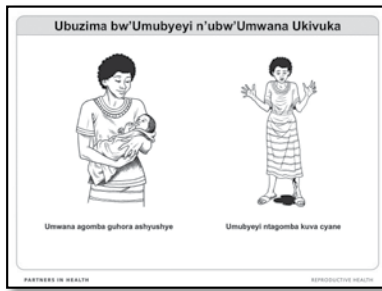 Ubuzima bw'Umubyeyi n'ubw'Umwana Ukivuka
Umwana agomba guhora ashyushye
Umubyeyi ntagomba kuva cyane
PARTNERS IN HEALTH
REPRODUCTIVE HEALTH